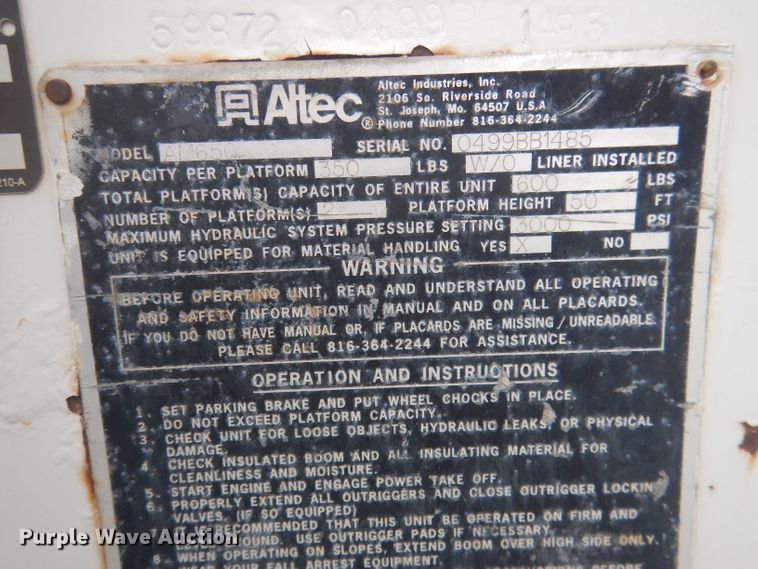 59872 0499BB1485
Altec
Altec Industries, Inc.
2106 So. Riverside Road
St. Joseph, Mo. 64507 U.S.A
® Phone Number 816-364-2244
MODEL AM650 SERIAL NO. 0499BB1485
CAPACITY PER PLATFORM 350 LBS W/O LINER INSTALLED
TOTAL PLATFORM(S) CAPACITY OF ENTIRE UNIT 600 LBS
NUMBER OF PLATFORM(S) 2 PLATFORM HEIGHT 50 FT
MAXIMUM HYDRAULIC SYSTEM PRESSURE SETTING 3000 PSI
UNIT IS EQUIPPED FOR MATERIAL HANDLING YES X NO
210-A
WARNING
BEFORE OPERATING UNIT, READ AND UNDERSTAND ALL OPERATING
AND SAFETY INFORMATION IN MANUAL AND ON ALL PLACARDS.
IF YOU DO NOT HAVE MANUAL OR, IF PLACARDS ARE MISSING/UNREADABLE
PLEASE CALL 816-364-2244 FOR ASSISTANCE.
OPERATION AND INSTRUCTIONS
1. SET PARKING BRAKE AND PUT WHEEL CHOCKS IN PLACE.
2. DO NOT EXCEED PLATFORM CAPACITY.
3. CHECK UNIT FOR LOOSE OBJECTS, HYDRAULIC LEAKS, OR PHYSICAL
DAMAGE.
4. CHECK INSULATED BOOM AND ALL INSULATING MATERIAL FOR
CLEANLINESS AND MOISTURE.
5. START ENGINE AND ENGAGE POWER TAKE OFF.
6. PROPERLY EXTEND ALL OUTRIGGERS AND CLOSE OUTRIGGER LOCKIN
VALVES. (IF SO EQUIPPED)
IS RECOMMENDED THAT THIS UNIT BE OPERATED ON FIRM AND
LEVEL GROUND. USE OUTRIGGER PADS IF NECESSARY.
8. WHEN OPERATING ON SLOPES, EXTEND BOOM OVER HIGH SIDE ONLY.
WEAR YOUR FALL ARREST EQUIPMENT.
Purple Wave Auction